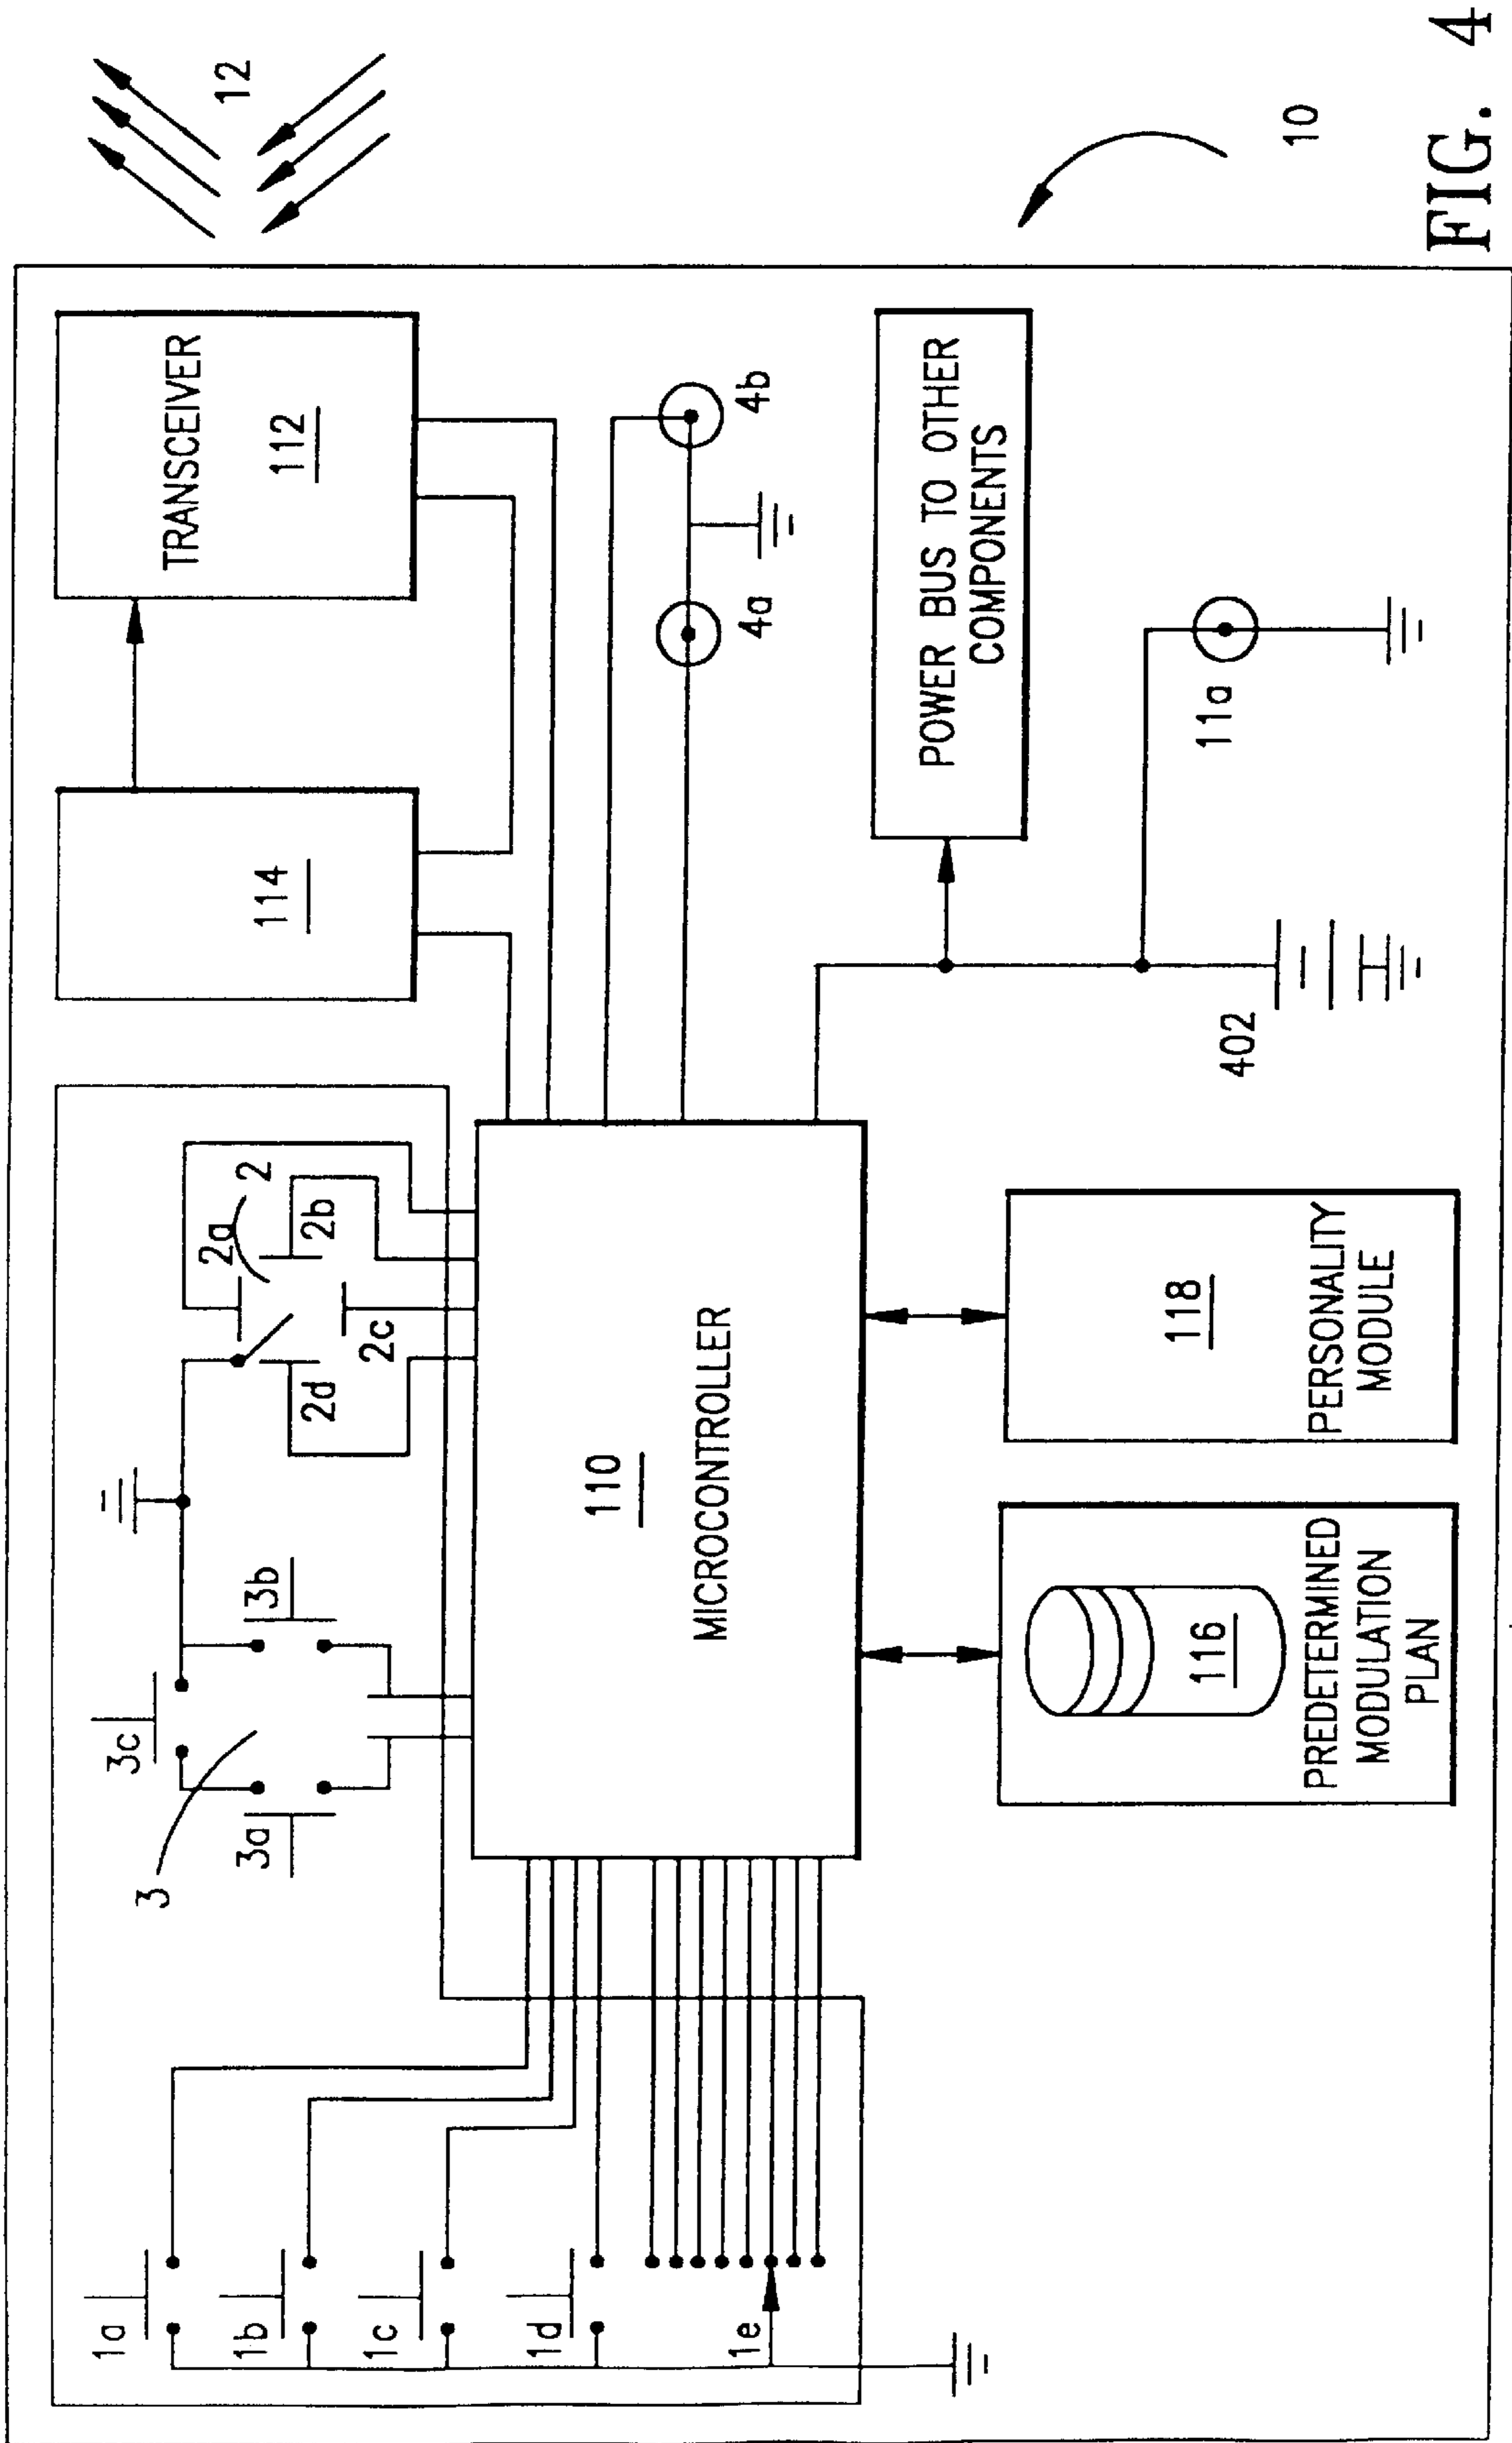 12
TRANSCEIVER
112
114
4b
4a
POWER BUS TO OTHER
COMPONENTS
11a
402
10
2
2a
2b
2c
2d
3
3a
3b
3c
1a
1b
1c
1d
1e
110
MICROCONTROLLER
116
PREDETERMINED
MODULATION
PLAN
118
PERSONALITY
MODULE
FIG. 4